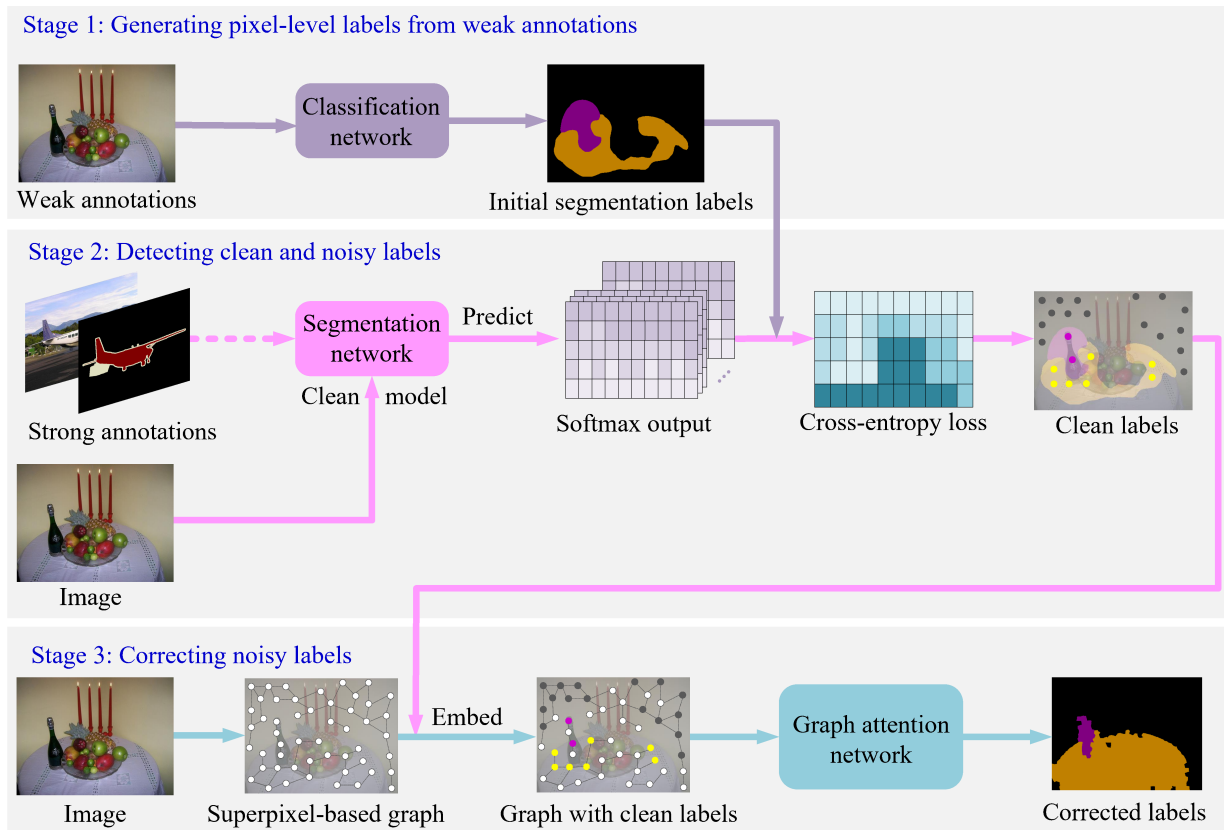 Stage 1: Generating pixel-level labels from weak annotations
Classification
network
Weak annotations
Initial segmentation labels
Stage 2: Detecting clean and noisy labels
Segmentation
network
Predict
Clean model
Strong annotations
Softmax output
Cross-entropy loss
Clean labels
Image
Stage 3: Correcting noisy labels
Embed
Graph attention
network
Image
Superpixel-based graph
Graph with clean labels
Corrected labels